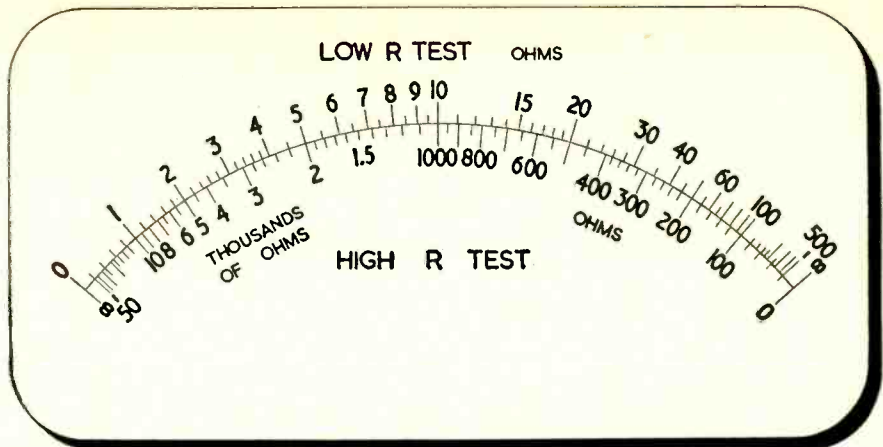 LOW R TEST OHMS
0 1 2 3 4 5 6 7 8 9 10 15 20 30 40 60 100 500 ∞
∞ 50 10 8 6 5 4 3 2 1.5 1000 800 600 400 300 200 100 0
THOUSANDS
OF OHMS
OHMS
HIGH R TEST